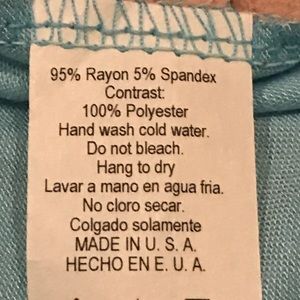 95% Rayon 5% Spandex
Contrast:
100% Polyester
Hand wash cold water.
Do not bleach.
Hang to dry
Lavar a mano en agua fria.
No cloro secar.
Colgado solamente
MADE IN U. S. A.
HECHO EN E. U. A.